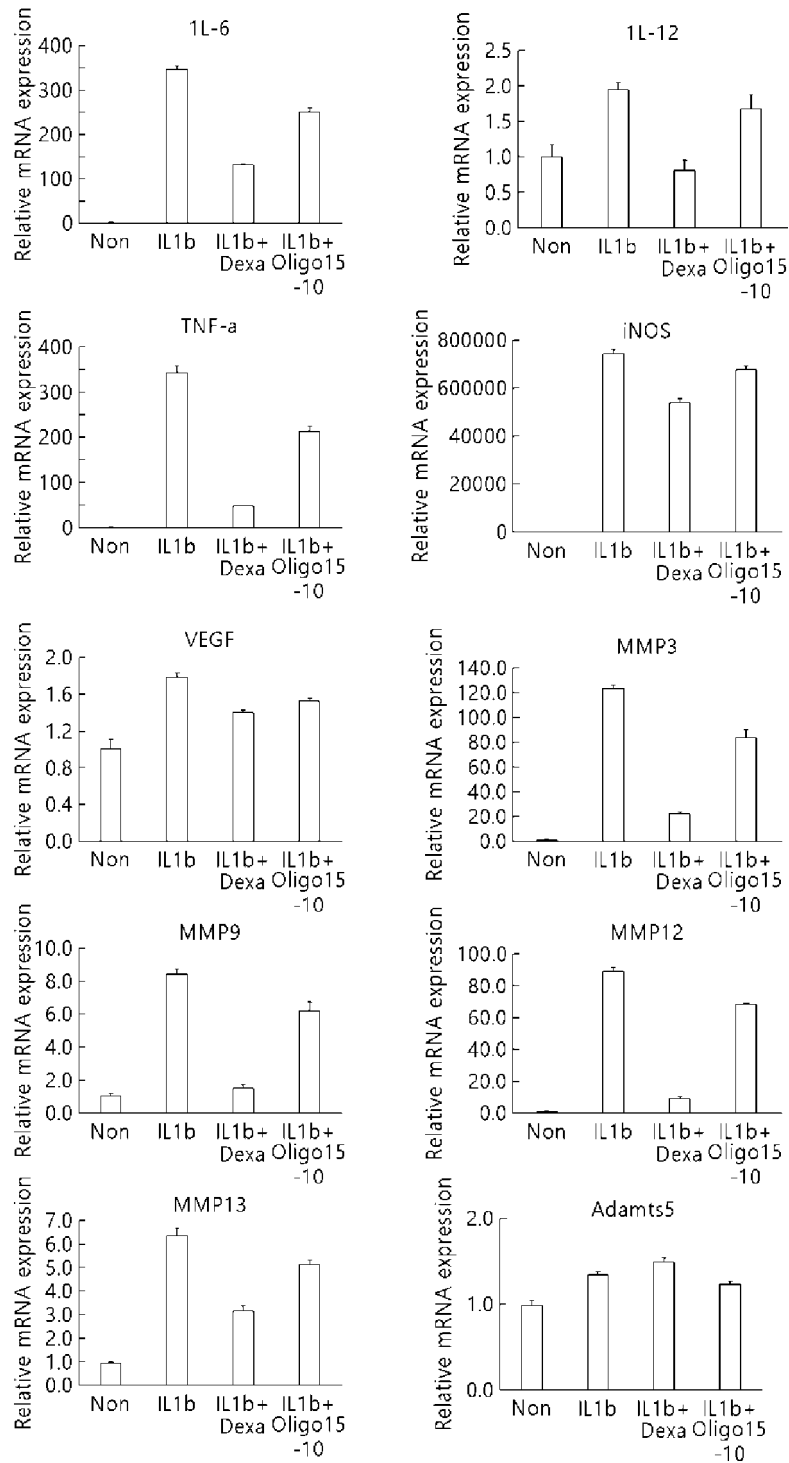 1L-6
Relative mRNA expression
400
300
200
100
0
Non
IL1b
IL1b+
Dexa
IL1b+
Oligo15
-10
1L-12
Relative mRNA expression
2.5
2.0
1.5
1.0
0.5
0.0
Non
IL1b
IL1b+
Dexa
IL1b+
Oligo15
-10
TNF-a
Relative mRNA expression
400
300
200
100
0
Non
IL1b
IL1b+
Dexa
IL1b+
Oligo15
-10
iNOS
Relative mRNA expression
800000
600000
40000
20000
0
Non
IL1b
IL1b+
Dexa
IL1b+
Oligo15
-10
VEGF
Relative mRNA expression
2.0
1.6
1.2
0.8
0.4
0.0
Non
IL1b
IL1b+
Dexa
IL1b+
Oligo15
-10
MMP3
Relative mRNA expression
140.0
120.0
100.0
80.0
60.0
40.0
20.0
0.0
Non
IL1b
IL1b+
Dexa
IL1b+
Oligo15
-10
MMP9
Relative mRNA expression
10.0
8.0
6.0
4.0
2.0
0.0
Non
IL1b
IL1b+
Dexa
IL1b+
Oligo15
-10
MMP12
Relative mRNA expression
100.0
80.0
60.0
40.0
20.0
0.0
Non
IL1b
IL1b+
Dexa
IL1b+
Oligo15
-10
MMP13
Relative mRNA expression
7.0
6.0
5.0
4.0
3.0
2.0
1.0
0.0
Non
IL1b
IL1b+
Dexa
IL1b+
Oligo15
-10
Adamts5
Relative mRNA expression
2.0
1.0
0.0
Non
IL1b
IL1b+
Dexa
IL1b+
Oligo15
-10